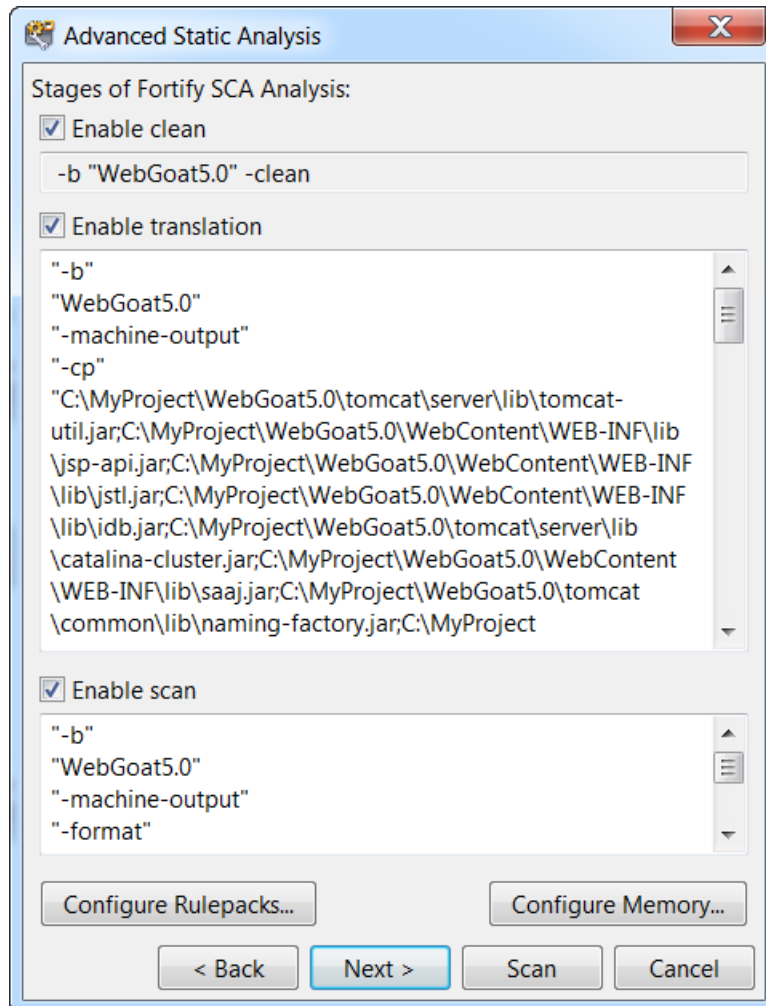 Advanced Static Analysis
X
Stages of Fortify SCA Analysis:
Enable clean
-b "WebGoat5.0" -clean
Enable translation
"-b"
"WebGoat5.0"
"-machine-output"
"-cp"
"C:\MyProject\WebGoat5.0\tomcat\server\lib\tomcat-
util.jar;C:\MyProject\WebGoat5.0\WebContent\WEB-INF\lib
\jsp-api.jar;C:\MyProject\WebGoat5.0\WebContent\WEB-INF
\lib\jstl.jar;C:\MyProject\WebGoat5.0\WebContent\WEB-INF
\lib\idb.jar;C:\MyProject\WebGoat5.0\tomcat\server\lib
\catalina-cluster.jar;C:\MyProject\WebGoat5.0\WebContent
\WEB-INF\lib\saaj.jar;C:\MyProject\WebGoat5.0\tomcat
\common\lib\naming-factory.jar;C:\MyProject
Enable scan
"-b"
"WebGoat5.0"
"-machine-output"
"-format"
Configure Rulepacks... Configure Memory...
< Back Next > Scan Cancel